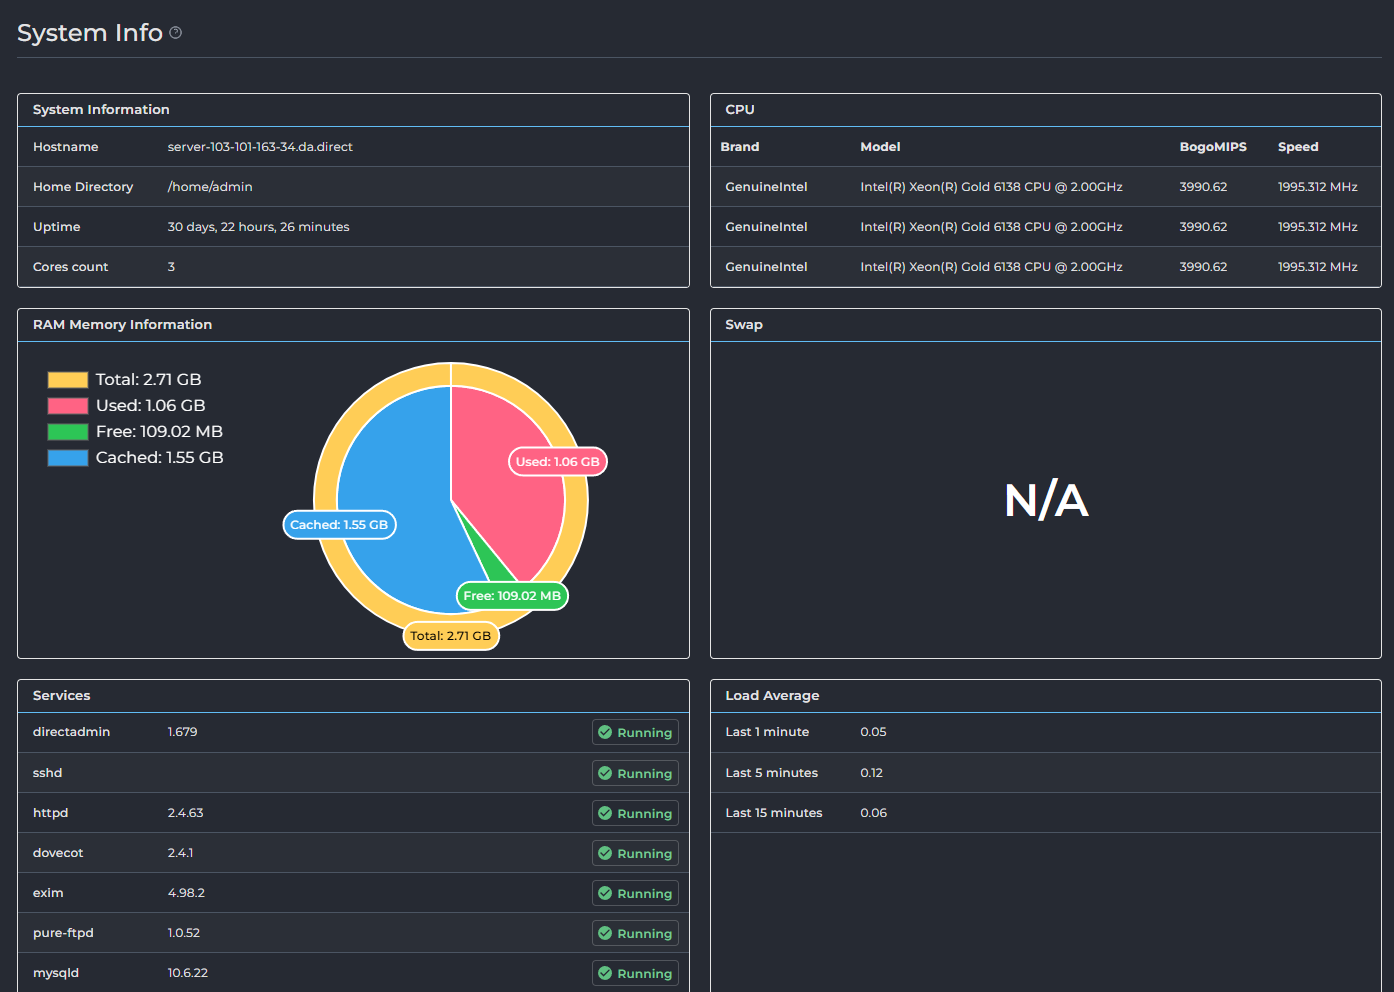 System Info
System Information
Hostname server-103-101-163-34.da.direct
Home Directory /home/admin
Uptime 30 days, 22 hours, 26 minutes
Cores count 3
CPU
Brand Model BogoMIPS Speed
GenuineIntel Intel(R) Xeon(R) Gold 6138 CPU @ 2.00GHz 3990.62 1995.312 MHz
GenuineIntel Intel(R) Xeon(R) Gold 6138 CPU @ 2.00GHz 3990.62 1995.312 MHz
GenuineIntel Intel(R) Xeon(R) Gold 6138 CPU @ 2.00GHz 3990.62 1995.312 MHz
RAM Memory Information
Total: 2.71 GB
Used: 1.06 GB
Free: 109.02 MB
Cached: 1.55 GB
Used: 1.06 GB
Cached: 1.55 GB
Free: 109.02 MB
Total: 2.71 GB
Swap
N/A
Services
directadmin 1.679 Running
sshd Running
httpd 2.4.63 Running
dovecot 2.4.1 Running
exim 4.98.2 Running
pure-ftpd 1.0.52 Running
mysqld 10.6.22 Running
Load Average
Last 1 minute 0.05
Last 5 minutes 0.12
Last 15 minutes 0.06